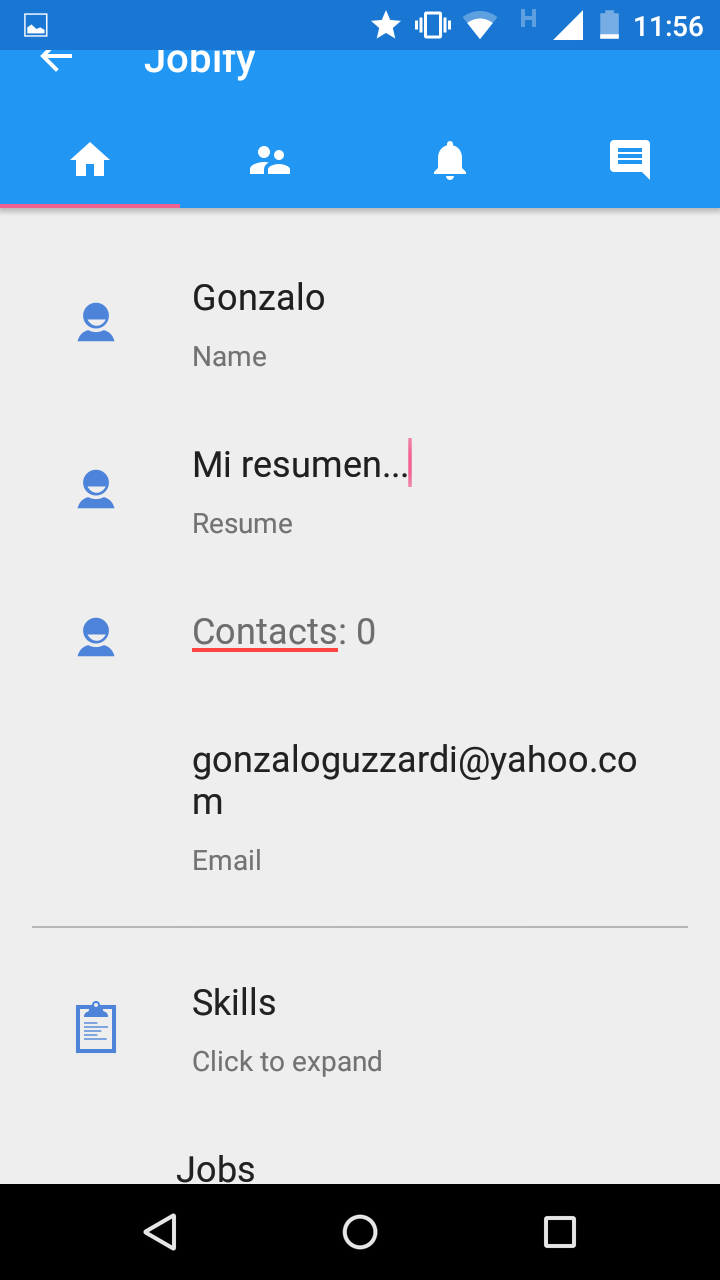 H 11:56
Jobify
Gonzalo
Name
Mi resumen...
Resume
Contacts: 0
gonzaloguzzardi@yahoo.co
m
Email
Skills
Click to expand
Jobs